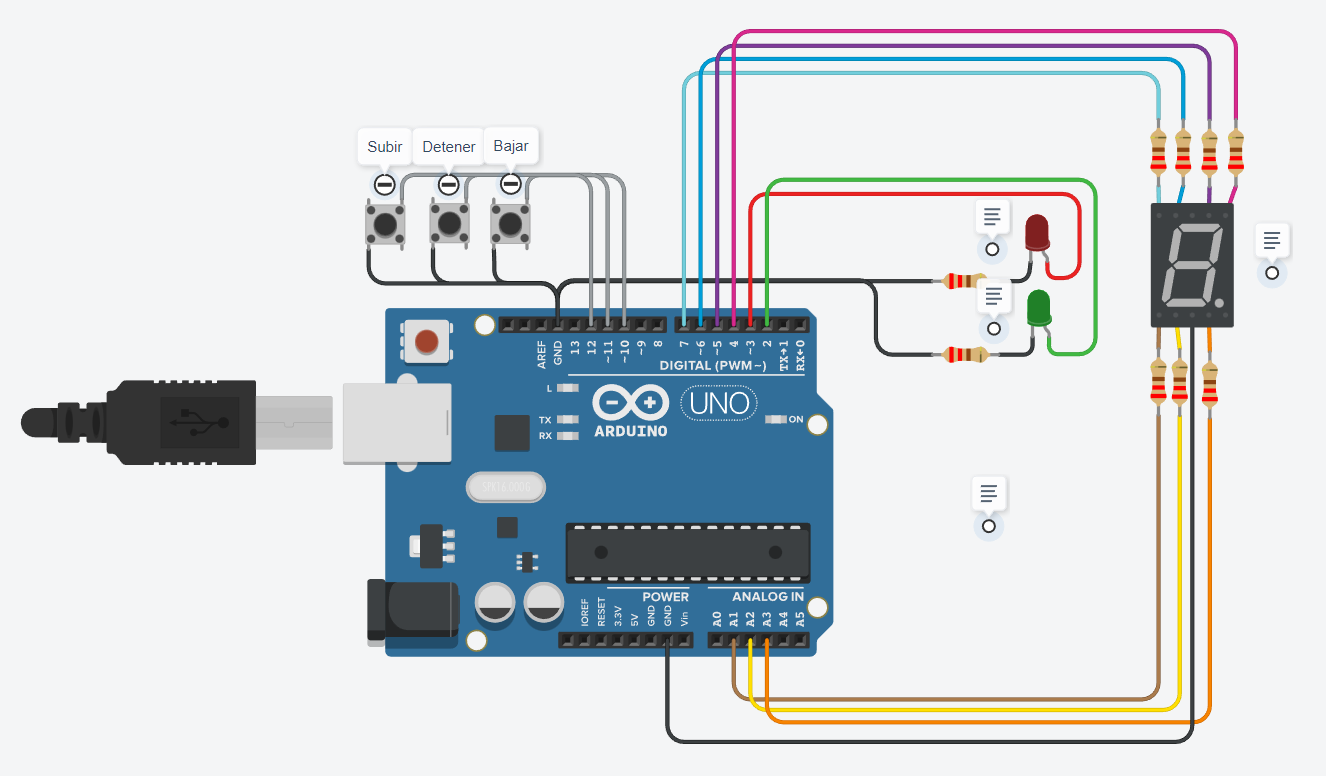 Subir
Detener
Bajar
AREF
GND
13
12
~11
~10
~9
8
7
~6
~5
4
~3
2
TX→1
RX←0
DIGITAL (PWM~)
L
TX
RX
ARDUINO
UNO
ON
POWER
ANALOG IN
IOREF
RESET
3.3V
5V
GND
GND
Vin
A0
A1
A2
A3
A4
A5